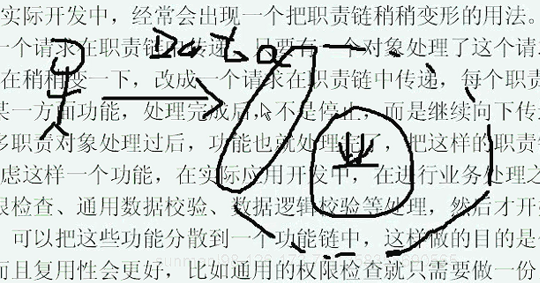 实际开发中，经常会出现一个把职责链稍稍变形的用法。
一个请求在职责链中传递，只要有一个对象处理了这个请
在稍稍变一下，改成一个请求在职责链中传递，每个职
某一方面功能，处理完成后，不是停止，而是继续向下传
多职责对象处理过后，功能也就处理完了，把这样的职责
虑这样一个功能，在实际应用开发中，在进行业务处理之
限检查、通用数据校验、数据逻辑校验等处理，然后才开
可以把这些功能分散到一个功能链中，这样做的目的是
而且复用性会更好，比如通用的权限检查就只需要做一份
Data